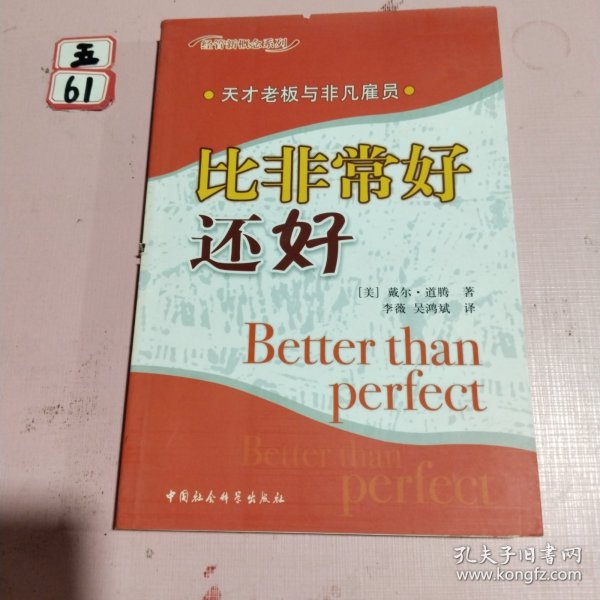 经管新概念系列
五
61
天才老板与非凡雇员
比非常好
还好
[美] 戴尔·道腾 著
李薇 吴鸿斌 译
Better than
perfect
Better than
perfect
中国社会科学出版社
孔夫子旧书网
www.kongfz.com